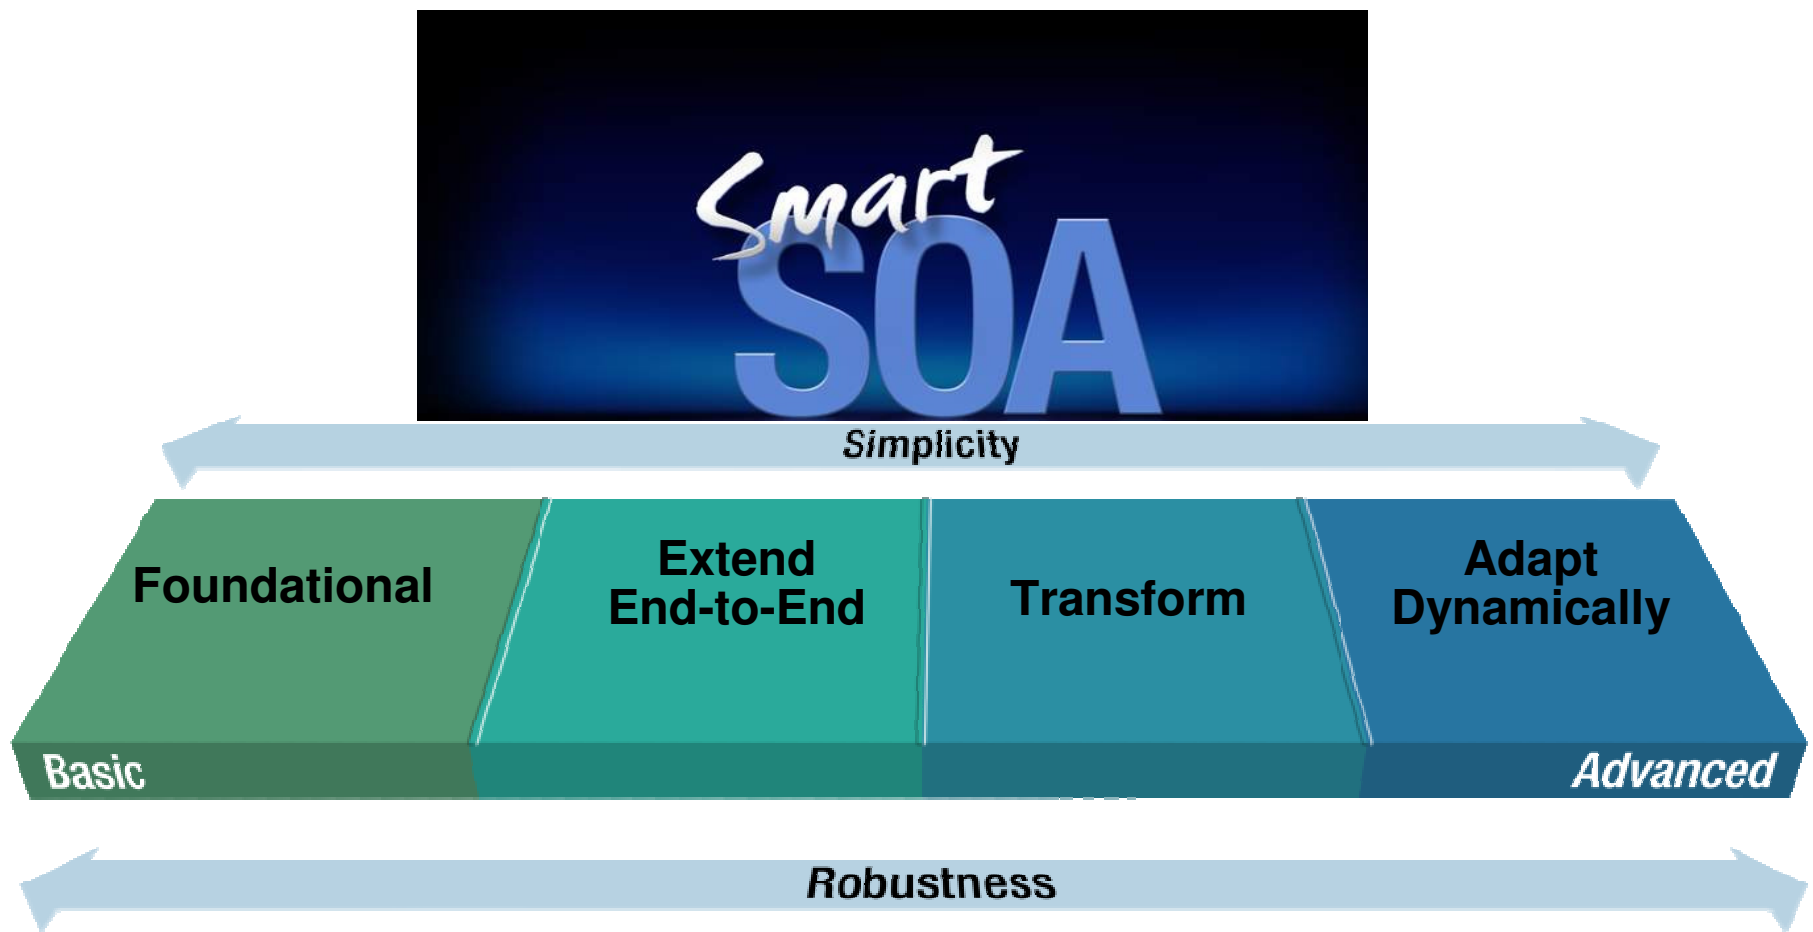 Smart
SOA
Simplicity
Foundational
Extend
End-to-End
Transform
Adapt
Dynamically
Basic
Advanced
Robustness